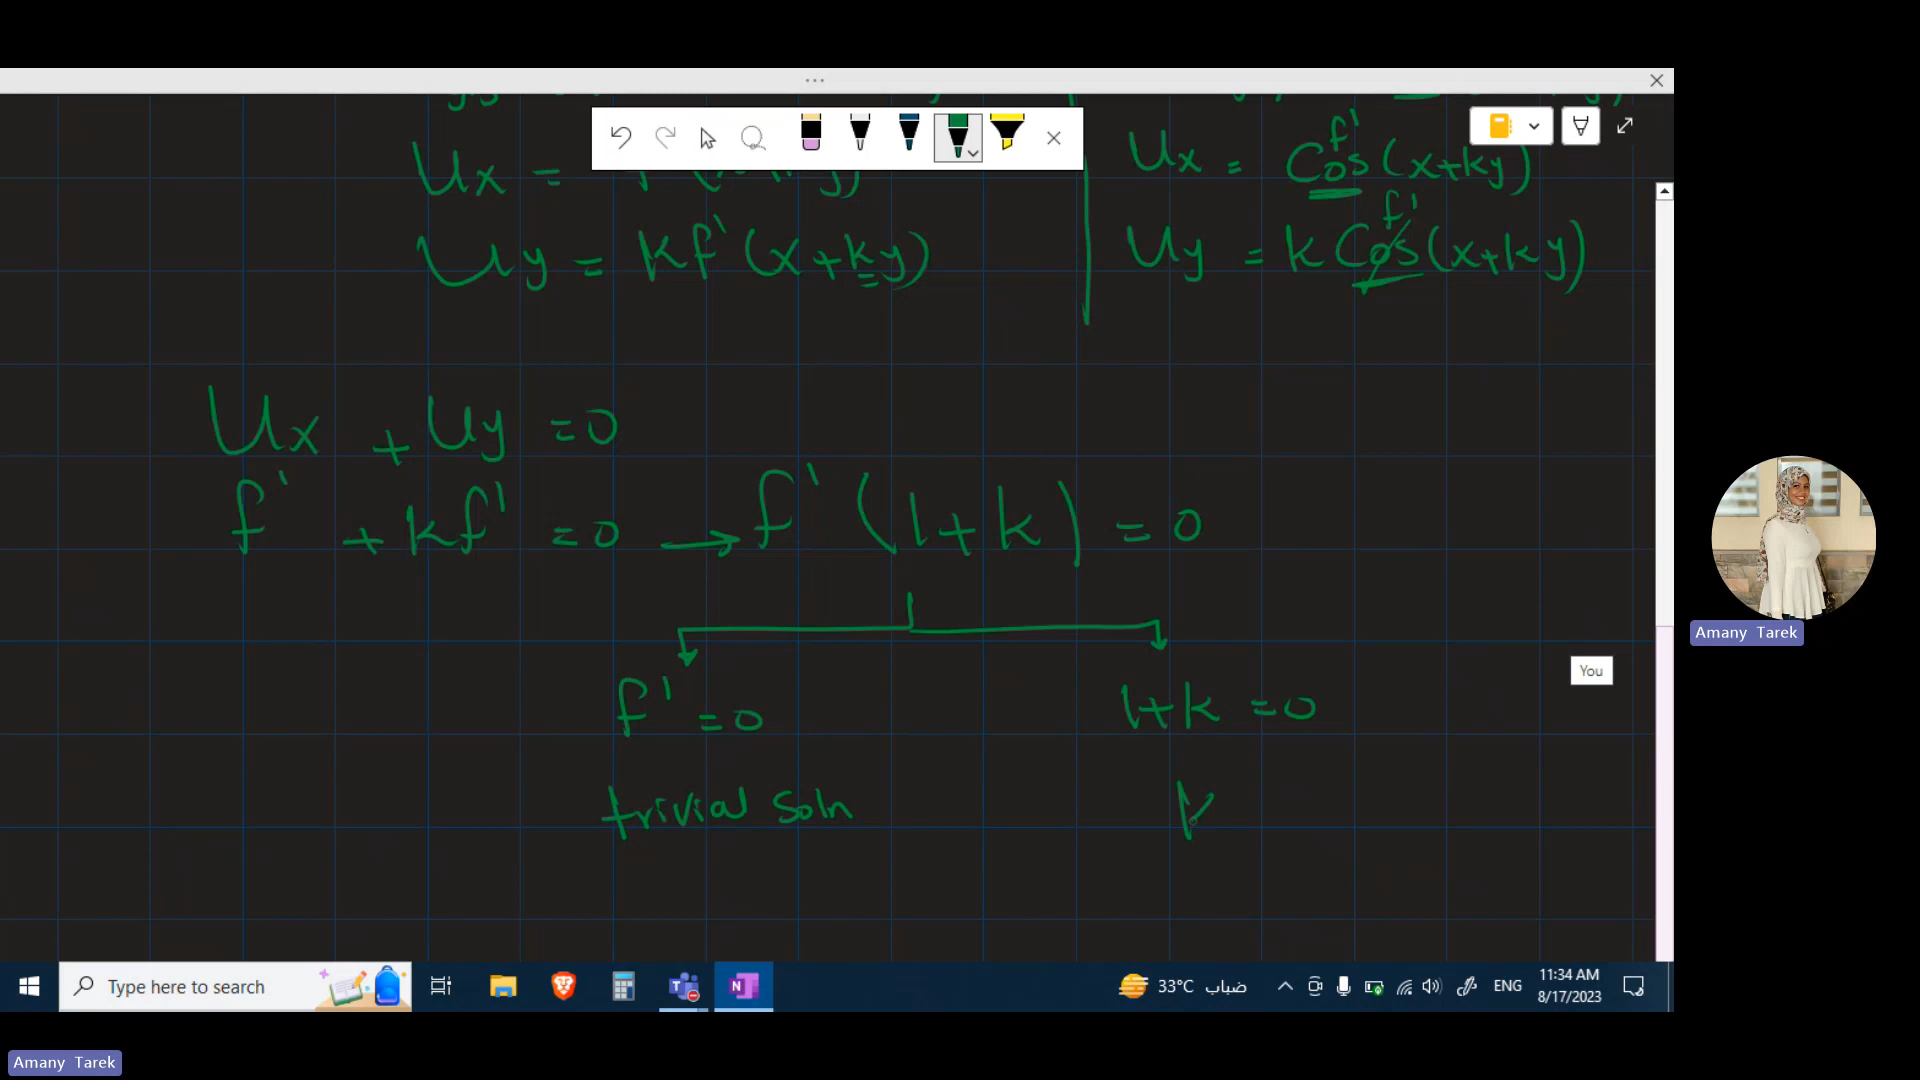 Ux =
Uy = kf'(x+ky)
f'
Ux = Cos(x+ky)
f'
Uy = k Cos(x+ky)
Ux + Uy =0
f' + kf' =0 → f' (1+k) =0
f' =0
1+k =0
trivial soln
k
You
Amany Tarek
Type here to search
33°C ضباب
ENG
11:34 AM
8/17/2023
Amany Tarek